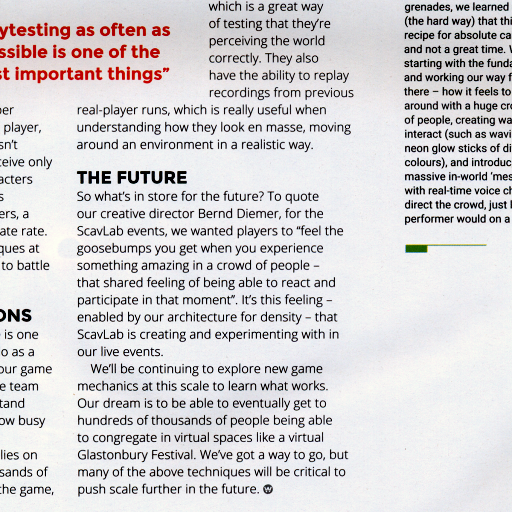 ytesting as often as
ssible is one of the
st important things”
er
player,
sn't
ceive only
acters
s
ers, a
ate rate.
ques at
to battle
ONS
is one
o as a
our game
e team
tand
ow busy
lies on
sands of
the game,
which is a great way
of testing that they're
perceiving the world
correctly. They also
have the ability to replay
recordings from previous
real-player runs, which is really useful when
understanding how they look en masse, moving
around an environment in a realistic way.
THE FUTURE
So what's in store for the future? To quote
our creative director Bernd Diemer, for the
ScavLab events, we wanted players to “feel the
goosebumps you get when you experience
something amazing in a crowd of people –
that shared feeling of being able to react and
participate in that moment”. It's this feeling –
enabled by our architecture for density – that
ScavLab is creating and experimenting with in
our live events.
We'll be continuing to explore new game
mechanics at this scale to learn what works.
Our dream is to be able to eventually get to
hundreds of thousands of people being able
to congregate in virtual spaces like a virtual
Glastonbury Festival. We've got a way to go, but
many of the above techniques will be critical to
push scale further in the future.
grenades, we learned
(the hard way) that thi
recipe for absolute ca
and not a great time. W
starting with the funda
and working our way f
there – how it feels to
around with a huge cro
of people, creating wa
interact (such as wavi
neon glow sticks of di
colours), and introduc
massive in-world ‘mes
with real-time voice ch
direct the crowd, just l
performer would on a